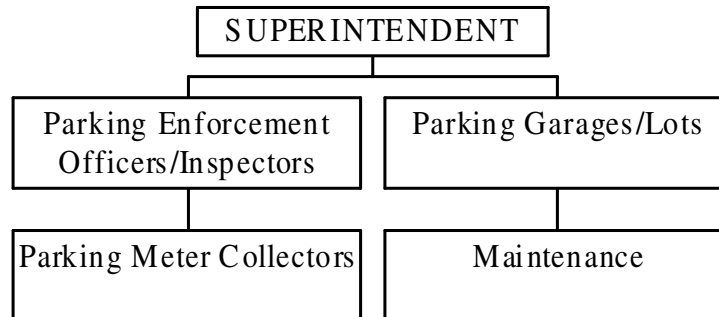 SUPERINTENDENT
Parking Enforcement
Officers/Inspectors
Parking Garages/Lots
Parking Meter Collectors
Maintenance